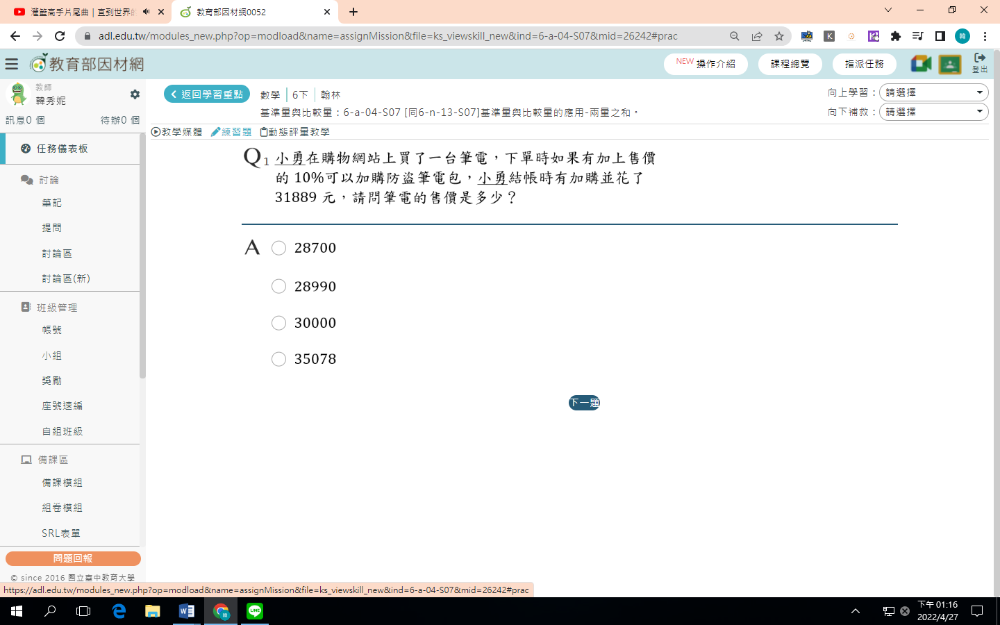 灌籃高手片尾曲 | 直到世界的
教育部因材網0052
adl.edu.tw/modules_new.php?op=modload&name=assignMission&file=ks_viewskill_new&ind=6-a-04-S07&mid=26242#prac
教育部因材網
NEW 操作介紹
課程總覽
指派任務
登出
教師
韓秀妮
訊息0 個
待辦0 個
返回學習重點
數學 | 6下 | 翰林
向上學習：請選擇
基準量與比較量：6-a-04-S07 [同6-n-13-S07]基準量與比較量的應用-兩量之和。
向下補救：請選擇
教學媒體 練習題 動態評量教學
任務儀表板
討論
筆記
提問
討論區
討論區(新)
班級管理
帳號
小組
獎勵
座號速編
自組班級
備課區
備課模組
組卷模組
SRL表單
問題回報
© since 2016 國立臺中教育大學
Q1 小勇在購物網站上買了一台筆電，下單時如果有加上售價
的 10%可以加購防盜筆電包，小勇結帳時有加購並花了
31889 元，請問筆電的售價是多少？
A
28700
28990
30000
35078
下一題
https://adl.edu.tw/modules_new.php?op=modload&name=assignMission&file=ks_viewskill_new&ind=6-a-04-S07&mid=26242#prac
LINE
下午 01:16
2022/4/27